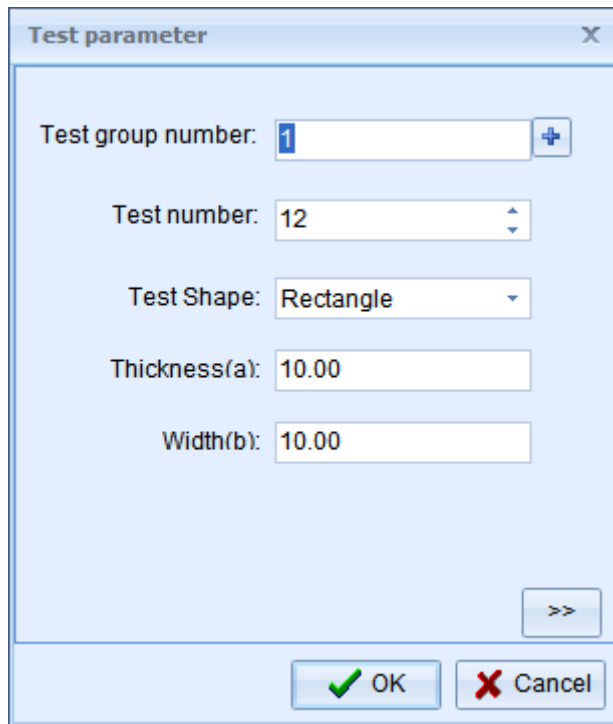 Test parameter
Test group number: 1
Test number: 12
Test Shape: Rectangle
Thickness(a): 10.00
Width(b): 10.00
>>
OK Cancel